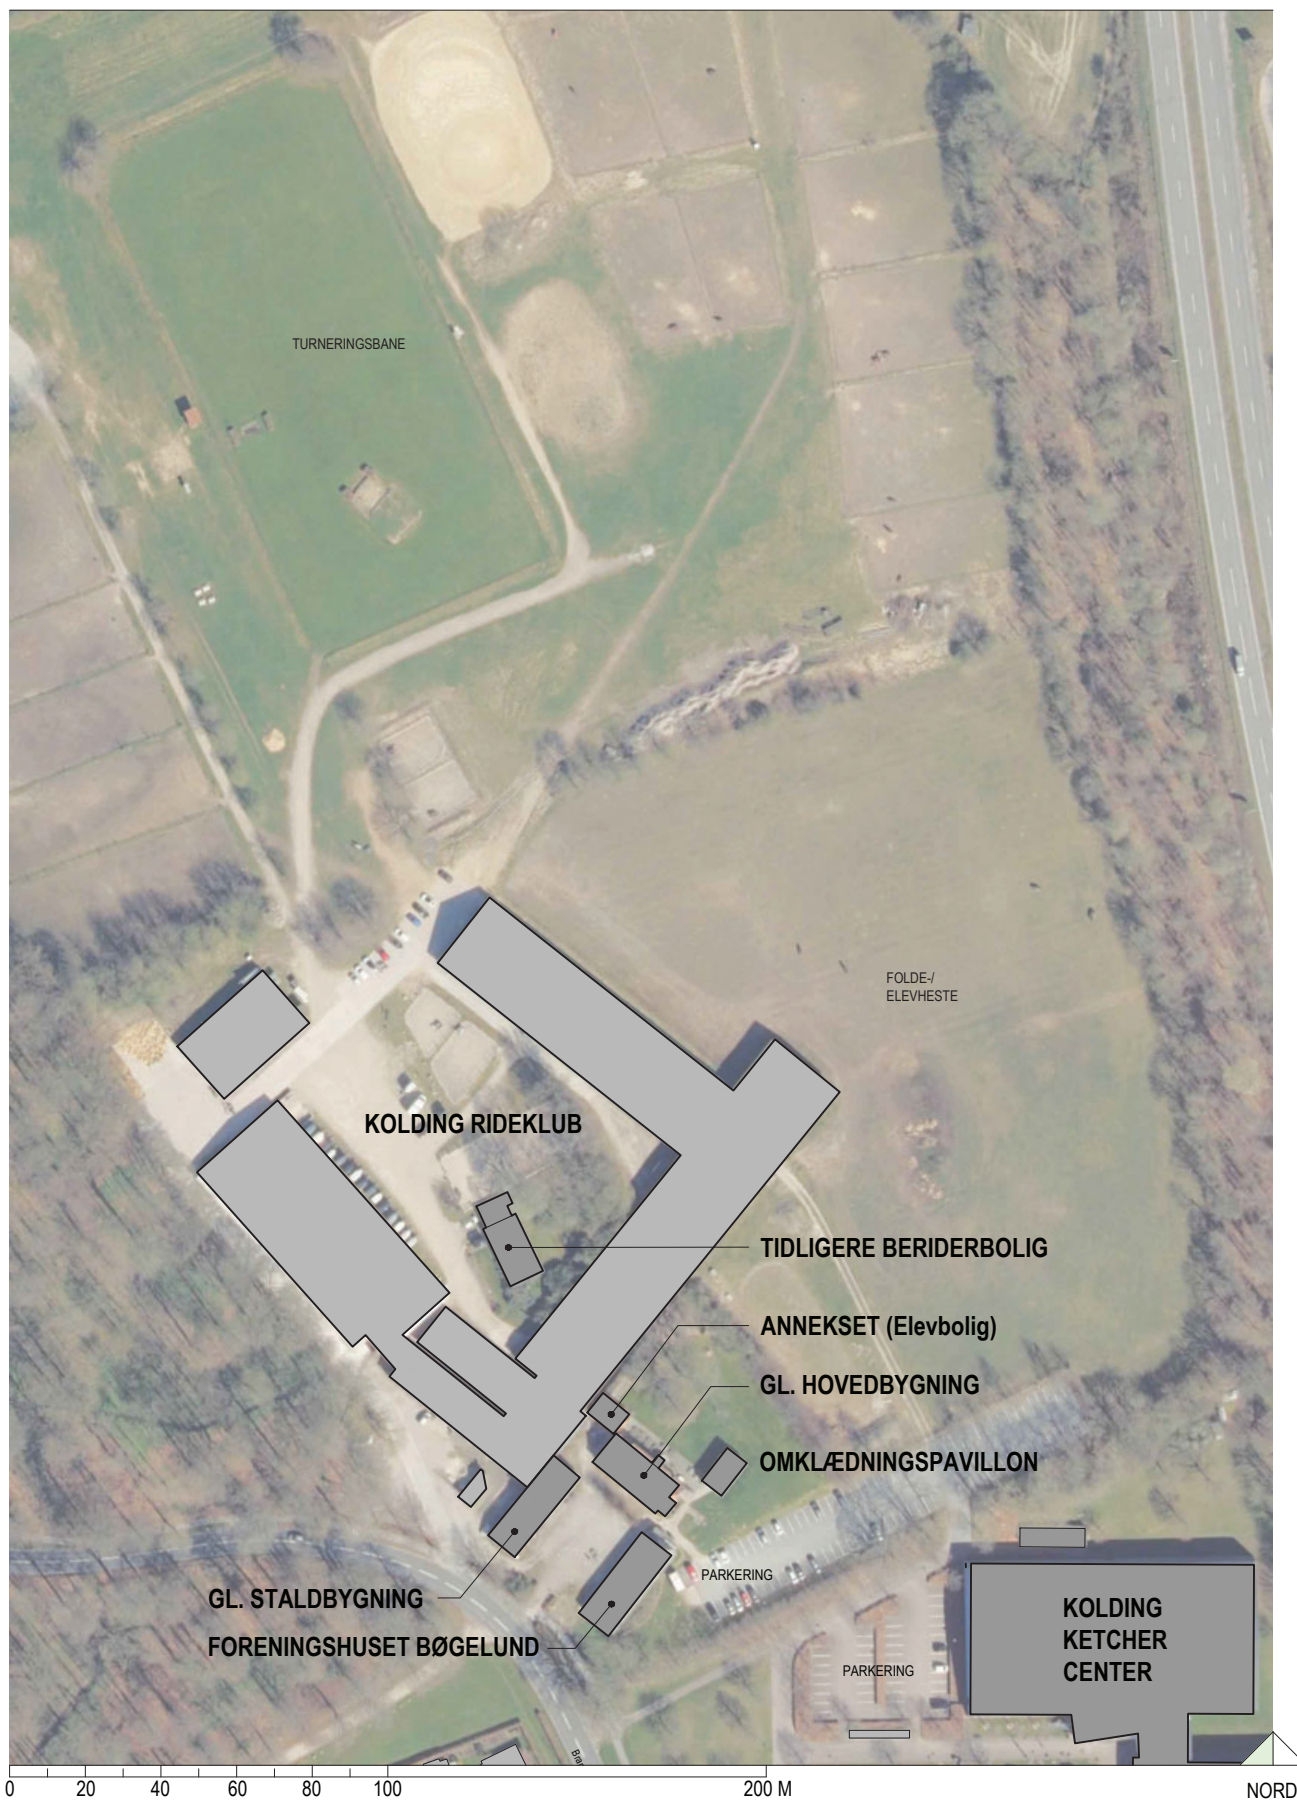 TURNERINGSBANE
FOLDE-/
ELEVHESTE
KOLDING RIDEKLUB
TIDLIGERE BERIDERBOLIG
ANNEKSET (Elevbolig)
GL. HOVEDBYGNING
OMKLÆDNINGSPAVILLON
PARKERING
GL. STALDBYGNING
FORENINGSHUSET BØGELUND
KOLDING
KETCHER
CENTER
PARKERING
0 20 40 60 80 100 200 M
NORD